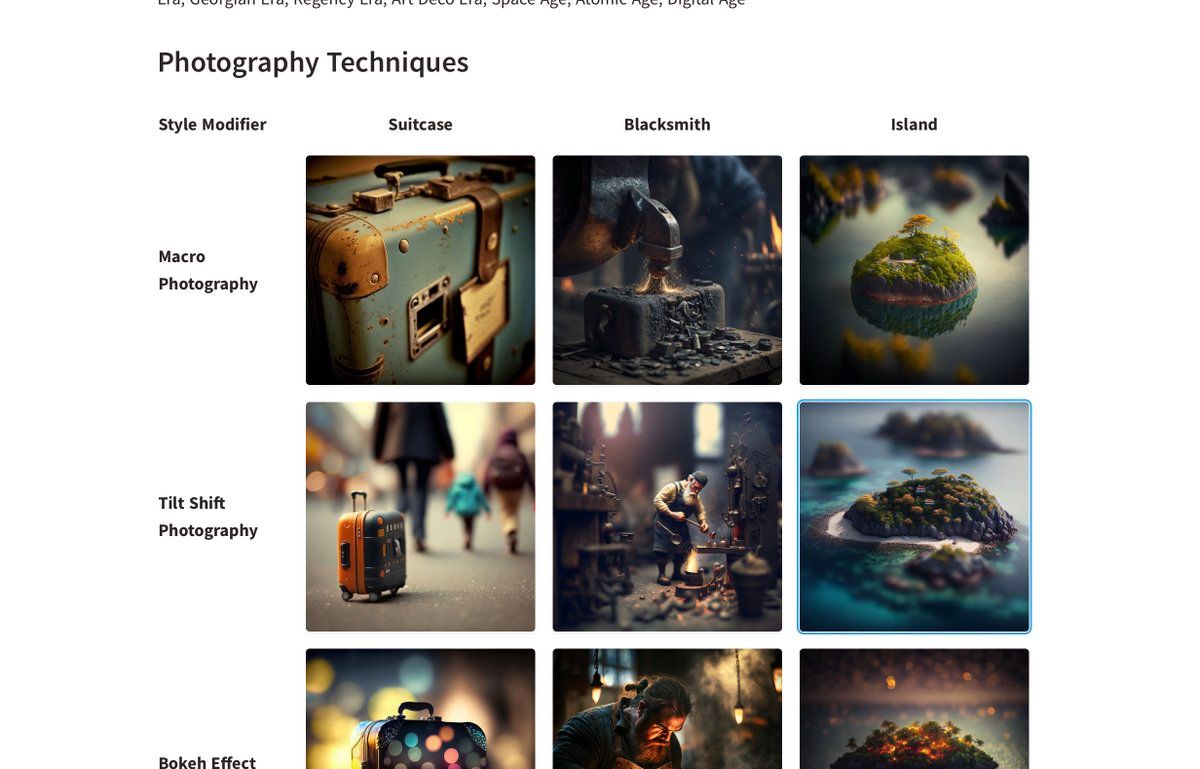 Era, Georgian Era, Regency Era, Art Deco Era, Space Age, Atomic Age, Digital Age
Photography Techniques
Style Modifier Suitcase Blacksmith Island
Macro
Photography
Tilt Shift
Photography
Bokeh Effect